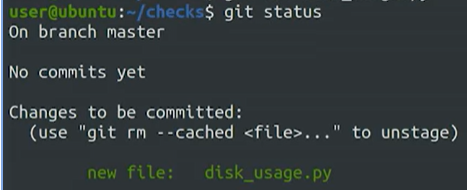 user@ubuntu:~/checks$ git status
On branch master
No commits yet
Changes to be committed:
(use "git rm --cached <file>..." to unstage)
new file: disk_usage.py